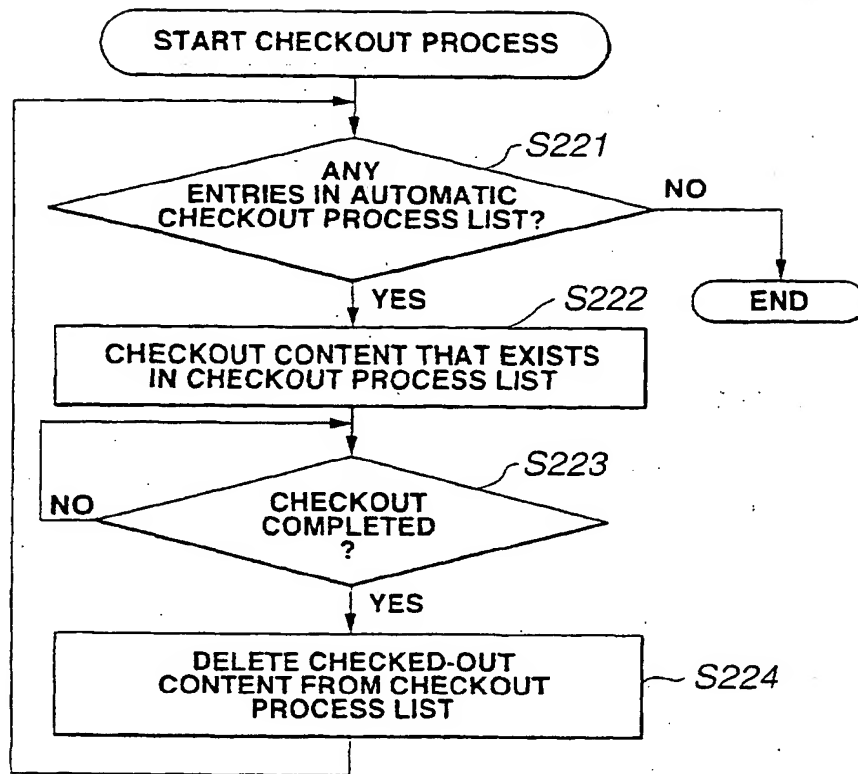 START CHECKOUT PROCESS
S221
ANY
ENTRIES IN AUTOMATIC
CHECKOUT PROCESS LIST?
NO
YES
END
S222
CHECKOUT CONTENT THAT EXISTS
IN CHECKOUT PROCESS LIST
S223
NO
CHECKOUT
COMPLETED
?
YES
DELETE CHECKED-OUT
CONTENT FROM CHECKOUT
PROCESS LIST
S224